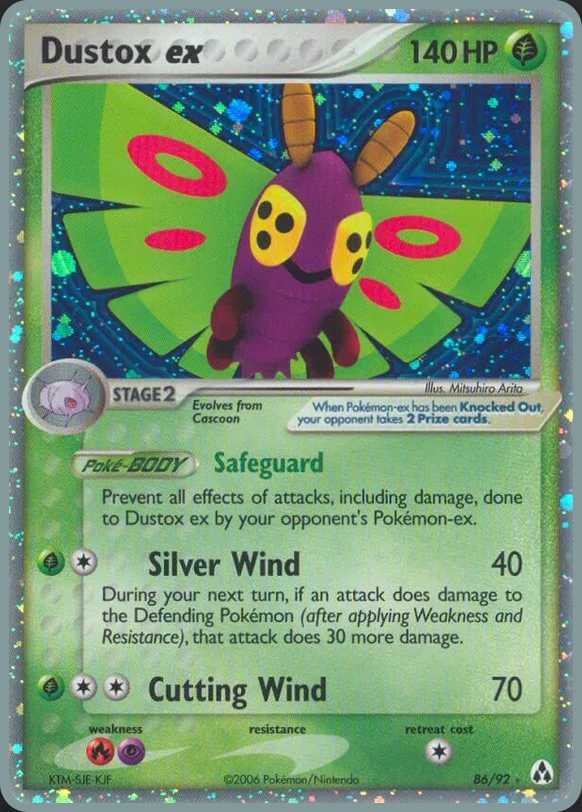 Dustox ex 140 HP
STAGE 2
Illus. Mitsuhiro Arita
Evolves from
Cascoon
When Pokémon-ex has been Knocked Out,
your opponent takes 2 Prize cards.
Poké-BODY Safeguard
Prevent all effects of attacks, including damage, done
to Dustox ex by your opponent's Pokémon-ex.
Silver Wind 40
During your next turn, if an attack does damage to
the Defending Pokémon (after applying Weakness and
Resistance), that attack does 30 more damage.
Cutting Wind 70
weakness resistance retreat cost
KTM-SJE-KJF ©2006 Pokémon/Nintendo 86/92